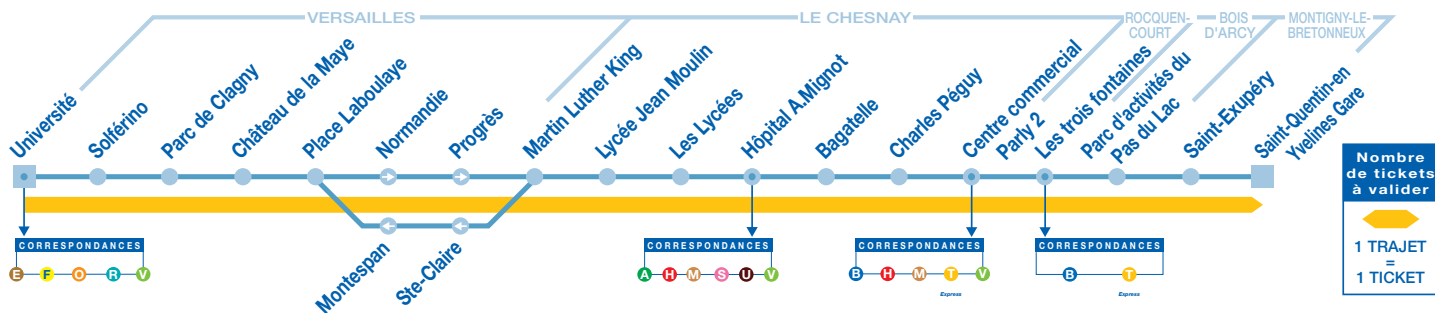 VERSAILLES
LE CHESNAY
ROCQUEN-
COURT
BOIS
D'ARCY
MONTIGNY-LE-
BRETONNEUX
Université
Solférino
Parc de Clagny
Château de la Maye
Place Laboulaye
Normandie
Progrès
Martin Luther King
Lycée Jean Moulin
Les Lycées
Hôpital A.Mignot
Bagatelle
Charles Péguy
Centre commercial
Parly 2
Les trois fontaines
Parc d'activités du
Pas du Lac
Saint-Exupéry
Saint-Quentin-en
Yvelines Gare
Montespan
Ste-Claire
CORRESPONDANCES
E F O R V
CORRESPONDANCES
A H M S U V
CORRESPONDANCES
B H M T V
Express
CORRESPONDANCES
B T
Express
Nombre
de tickets
à valider
1 TRAJET
=
1 TICKET